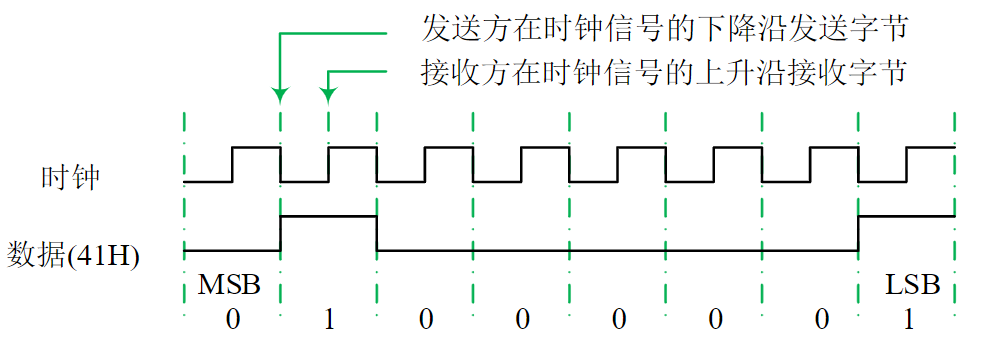 发送方在时钟信号的下降沿发送字节
接收方在时钟信号的上升沿接收字节
时钟
数据(41H)
MSB LSB
0 1 0 0 0 0 0 1